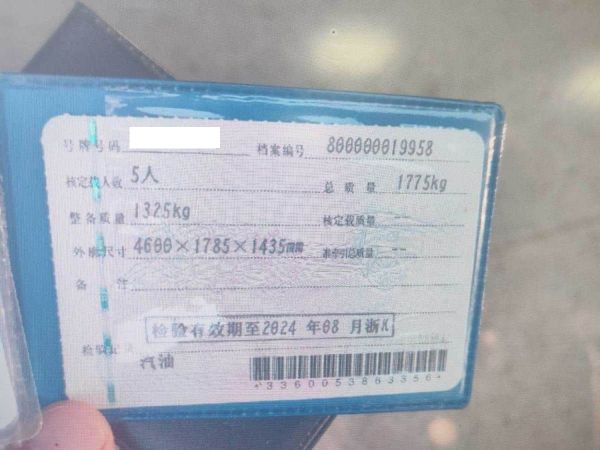 号牌号码 档案编号 800000019958
核定载人数 5人 总质量 1775kg
整备质量 1325kg 核定载质量 --
外廓尺寸 4600×1785×1435mm 准牵引总质量 --
备 注
检验有效期至2024 年08 月浙K
检验记录
汽油
*3360053863356*